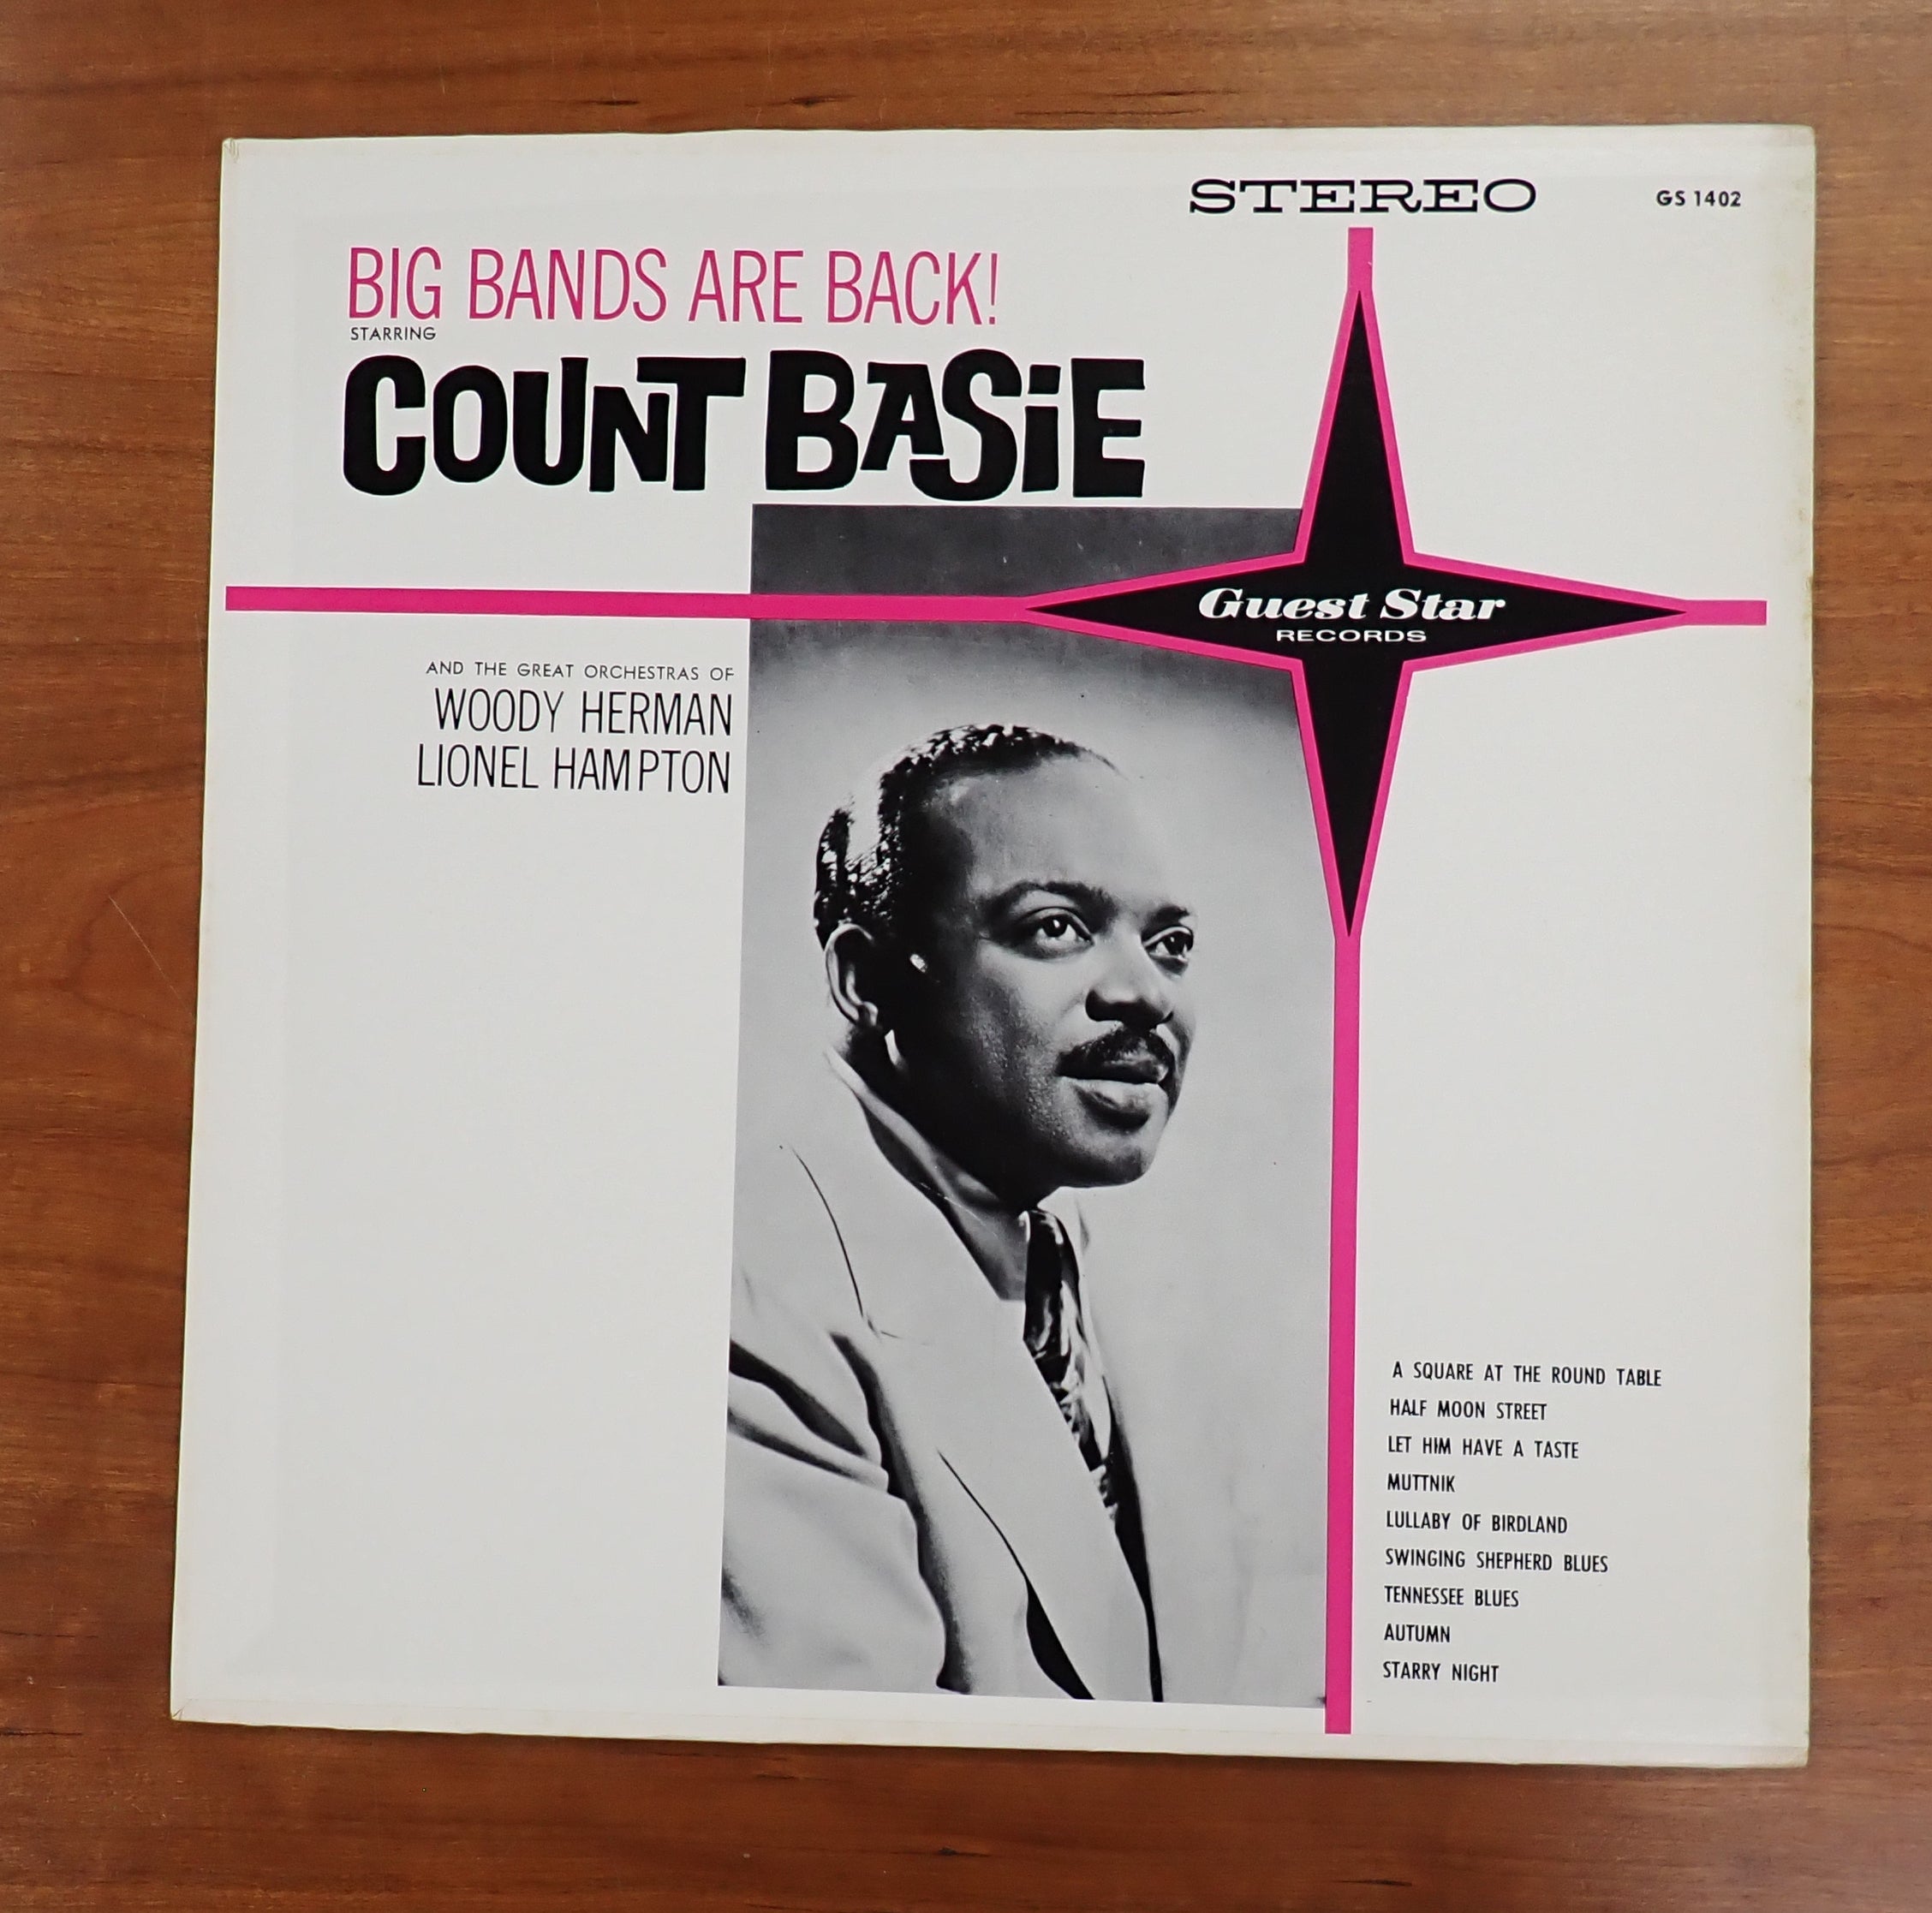 STEREO
GS 1402
BIG BANDS ARE BACK!
STARRING
COUNT BASiE
Guest Star
RECORDS
AND THE GREAT ORCHESTRAS OF
WOODY HERMAN
LIONEL HAMPTON
A SQUARE AT THE ROUND TABLE
HALF MOON STREET
LET HIM HAVE A TASTE
MUTTNIK
LULLABY OF BIRDLAND
SWINGING SHEPHERD BLUES
TENNESSEE BLUES
AUTUMN
STARRY NIGHT